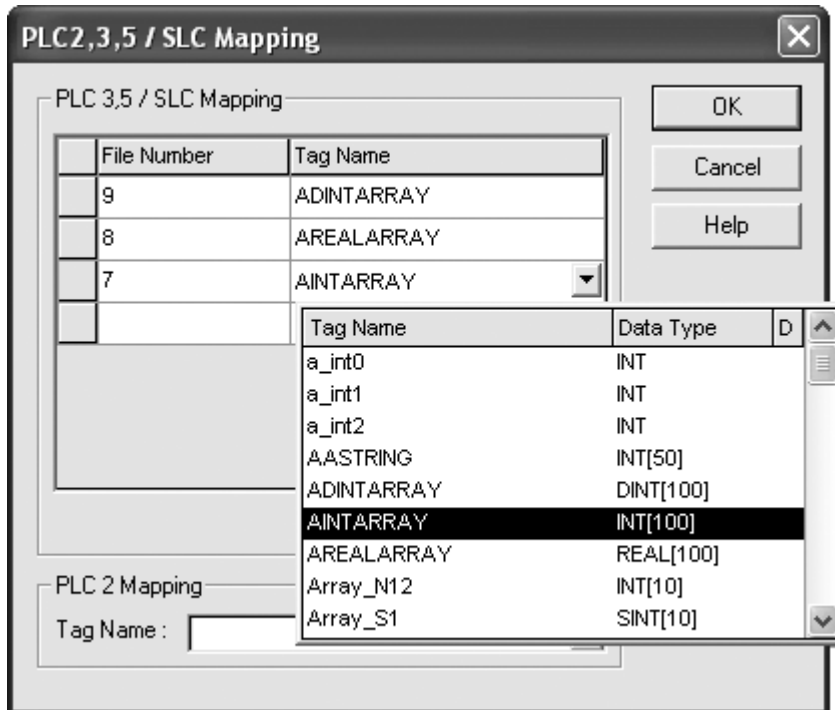 PLC2,3,5 / SLC Mapping
PLC 3,5 / SLC Mapping
OK
File Number Tag Name
Cancel
9 ADINTARRAY
8 AREALARRAY
Help
7 AINTARRAY
Tag Name Data Type D
a_int0 INT
a_int1 INT
a_int2 INT
AASTRING INT[50]
ADINTARRAY DINT[100]
AINTARRAY INT[100]
AREALARRAY REAL[100]
Array_N12 INT[10]
Array_S1 SINT[10]
PLC 2 Mapping
Tag Name :